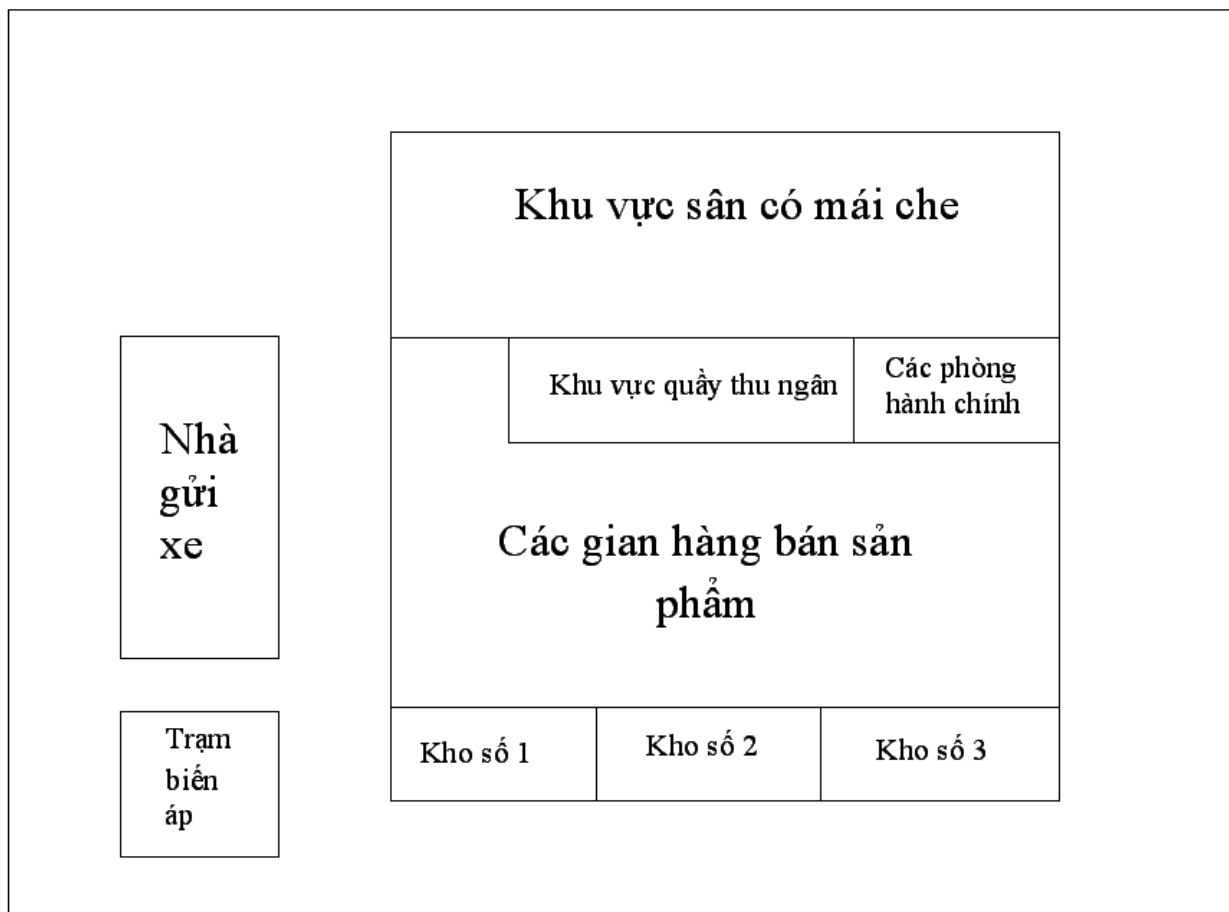 Khu vực sân có mái che
Khu vực quầy thu ngân
Các phòng
hành chính
Nhà
gửi
xe
Các gian hàng bán sản
phẩm
Trạm
biến
áp
Kho số 1
Kho số 2
Kho số 3